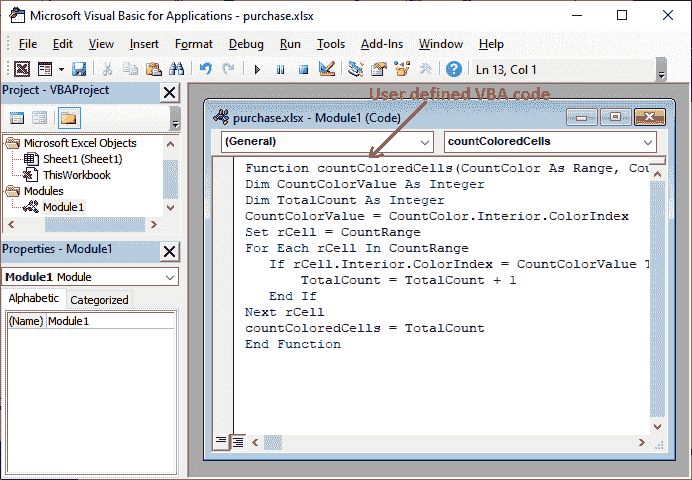 Microsoft Visual Basic for Applications - purchase.xlsx
File Edit View Insert Format Debug Run Tools Add-Ins Window Help
Ln 13, Col 1
Project - VBAProject
Microsoft Excel Objects
Sheet1 (Sheet1)
ThisWorkbook
Modules
Module1
Properties - Module1
Module1 Module
Alphabetic Categorized
(Name) Module1
User defined VBA code
purchase.xlsx - Module1 (Code)
(General) countColoredCells
Function countColoredCells(CountColor As Range, Cou
Dim CountColorValue As Integer
Dim TotalCount As Integer
CountColorValue = CountColor.Interior.ColorIndex
Set rCell = CountRange
For Each rCell In CountRange
If rCell.Interior.ColorIndex = CountColorValue T
TotalCount = TotalCount + 1
End If
Next rCell
countColoredCells = TotalCount
End Function